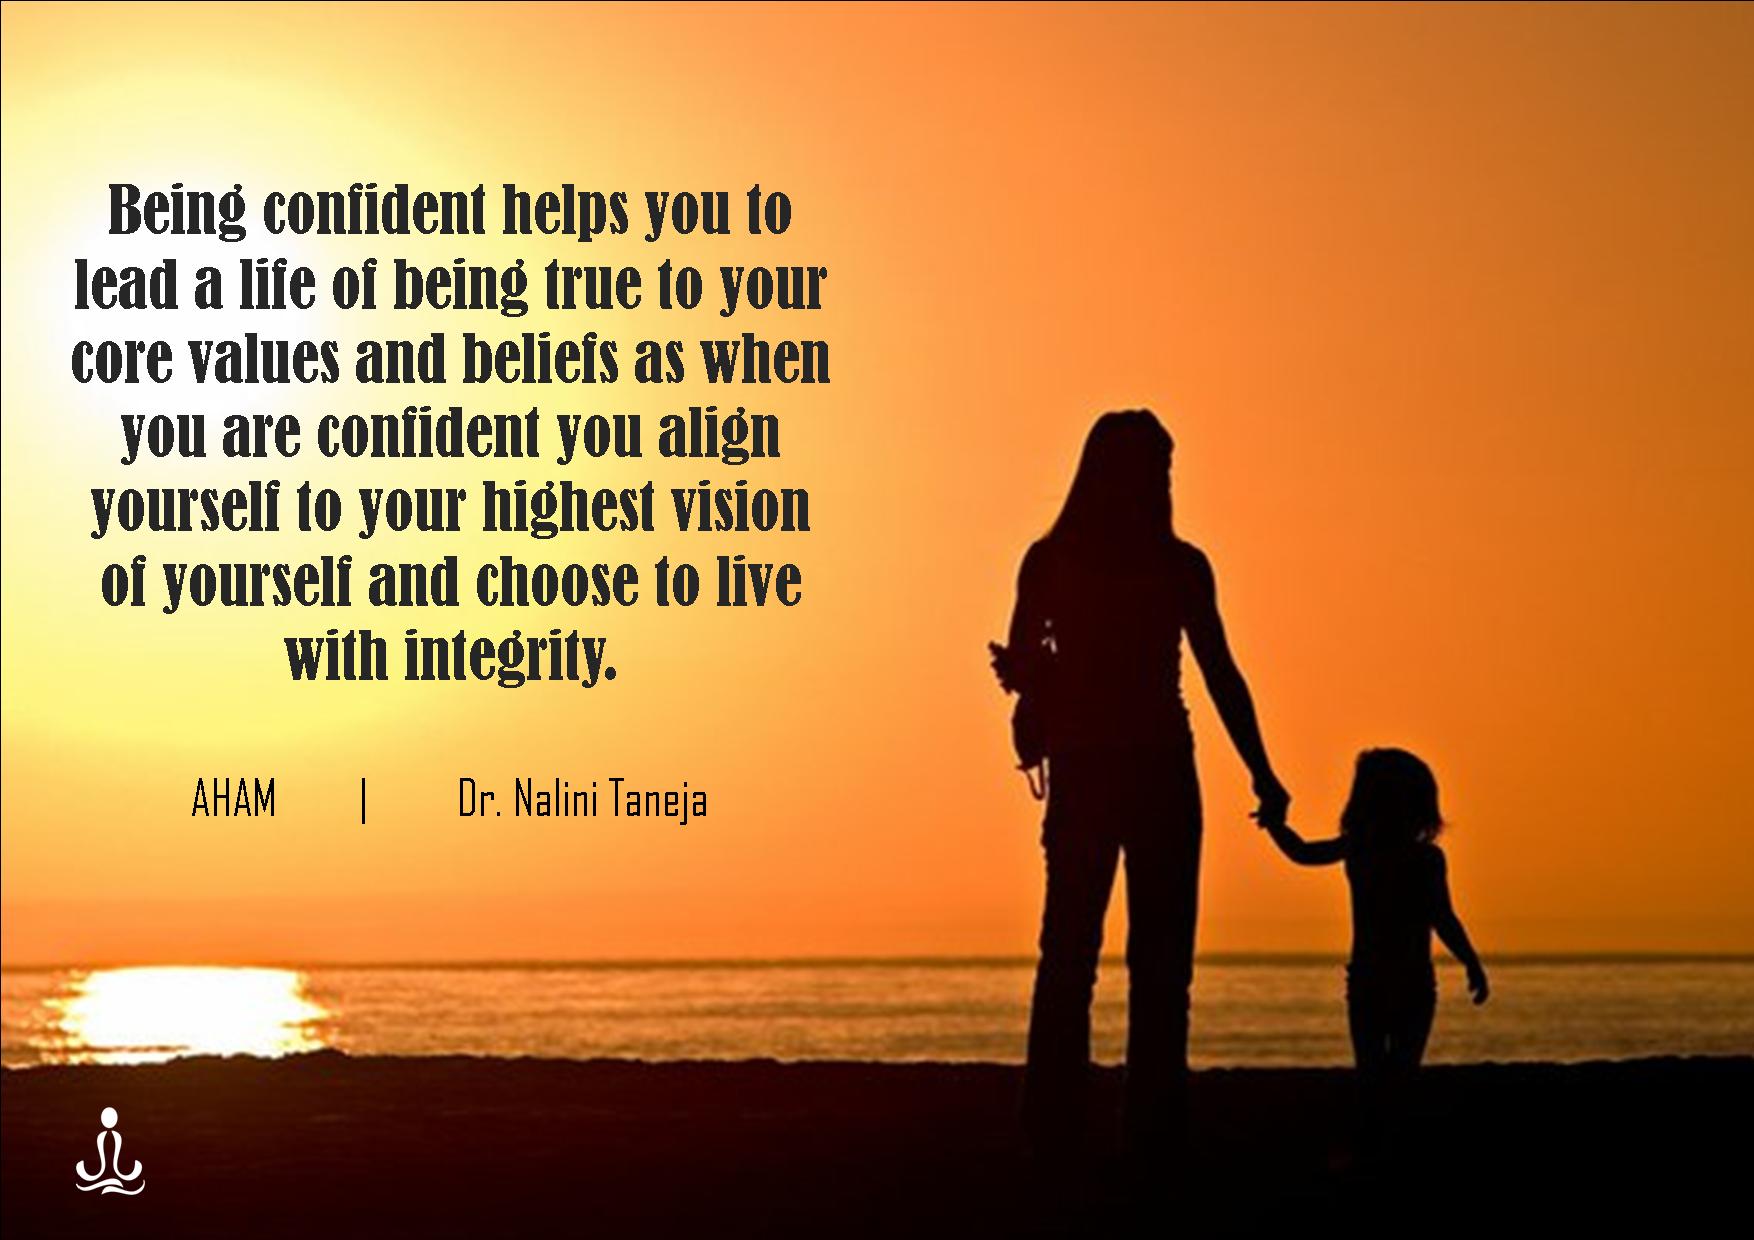 Being confident helps you to
lead a life of being true to your
core values and beliefs as when
you are confident you align
yourself to your highest vision
of yourself and choose to live
with integrity.
AHAM | Dr. Nalini Taneja